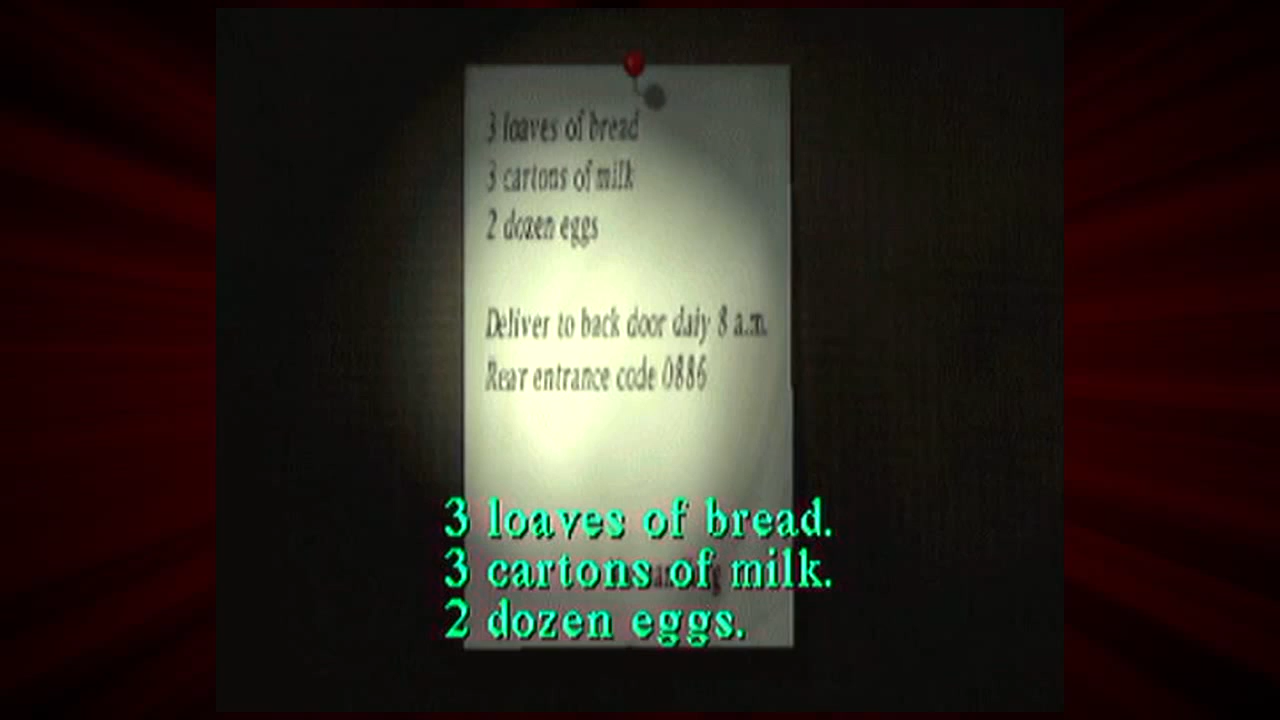 3 loaves of bread
3 cartons of milk
2 dozen eggs
Deliver to back door daiy 8 a.m.
Rear entrance code 0886
3 loaves of bread.
3 cartons of milk.
2 dozen eggs.